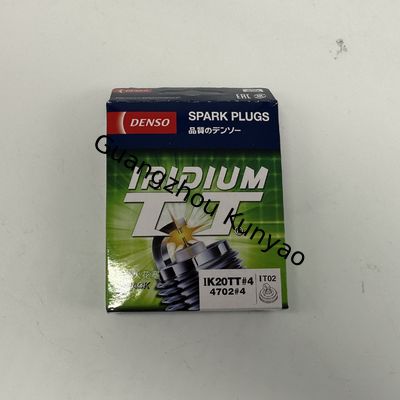 EAC
DENSO
SPARK PLUGS
品質のデンソー
IRIDIUM
TT
Guangzhou Kunyao
IK20TT#4
4702#4
IT02